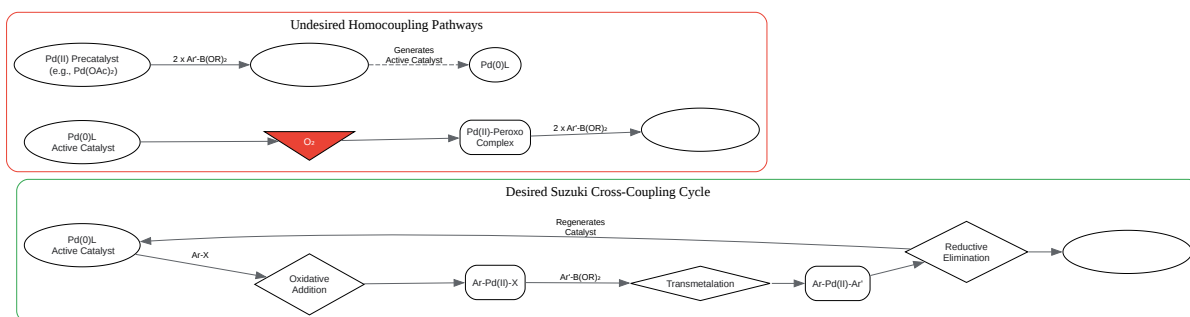 Undesired Homocoupling Pathways
Pd(II) Precatalyst
(e.g., Pd(OAc)₂)
2 x Ar'-B(OR)₂
Generates
Active Catalyst
Pd(0)L
Pd(0)L
Active Catalyst
O₂
Pd(II)-Peroxo
Complex
2 x Ar'-B(OR)₂
Desired Suzuki Cross-Coupling Cycle
Pd(0)L
Active Catalyst
Regenerates
Catalyst
Ar-X
Oxidative
Addition
Ar-Pd(II)-X
Ar'-B(OR)₂
Transmetalation
Ar-Pd(II)-Ar'
Reductive
Elimination